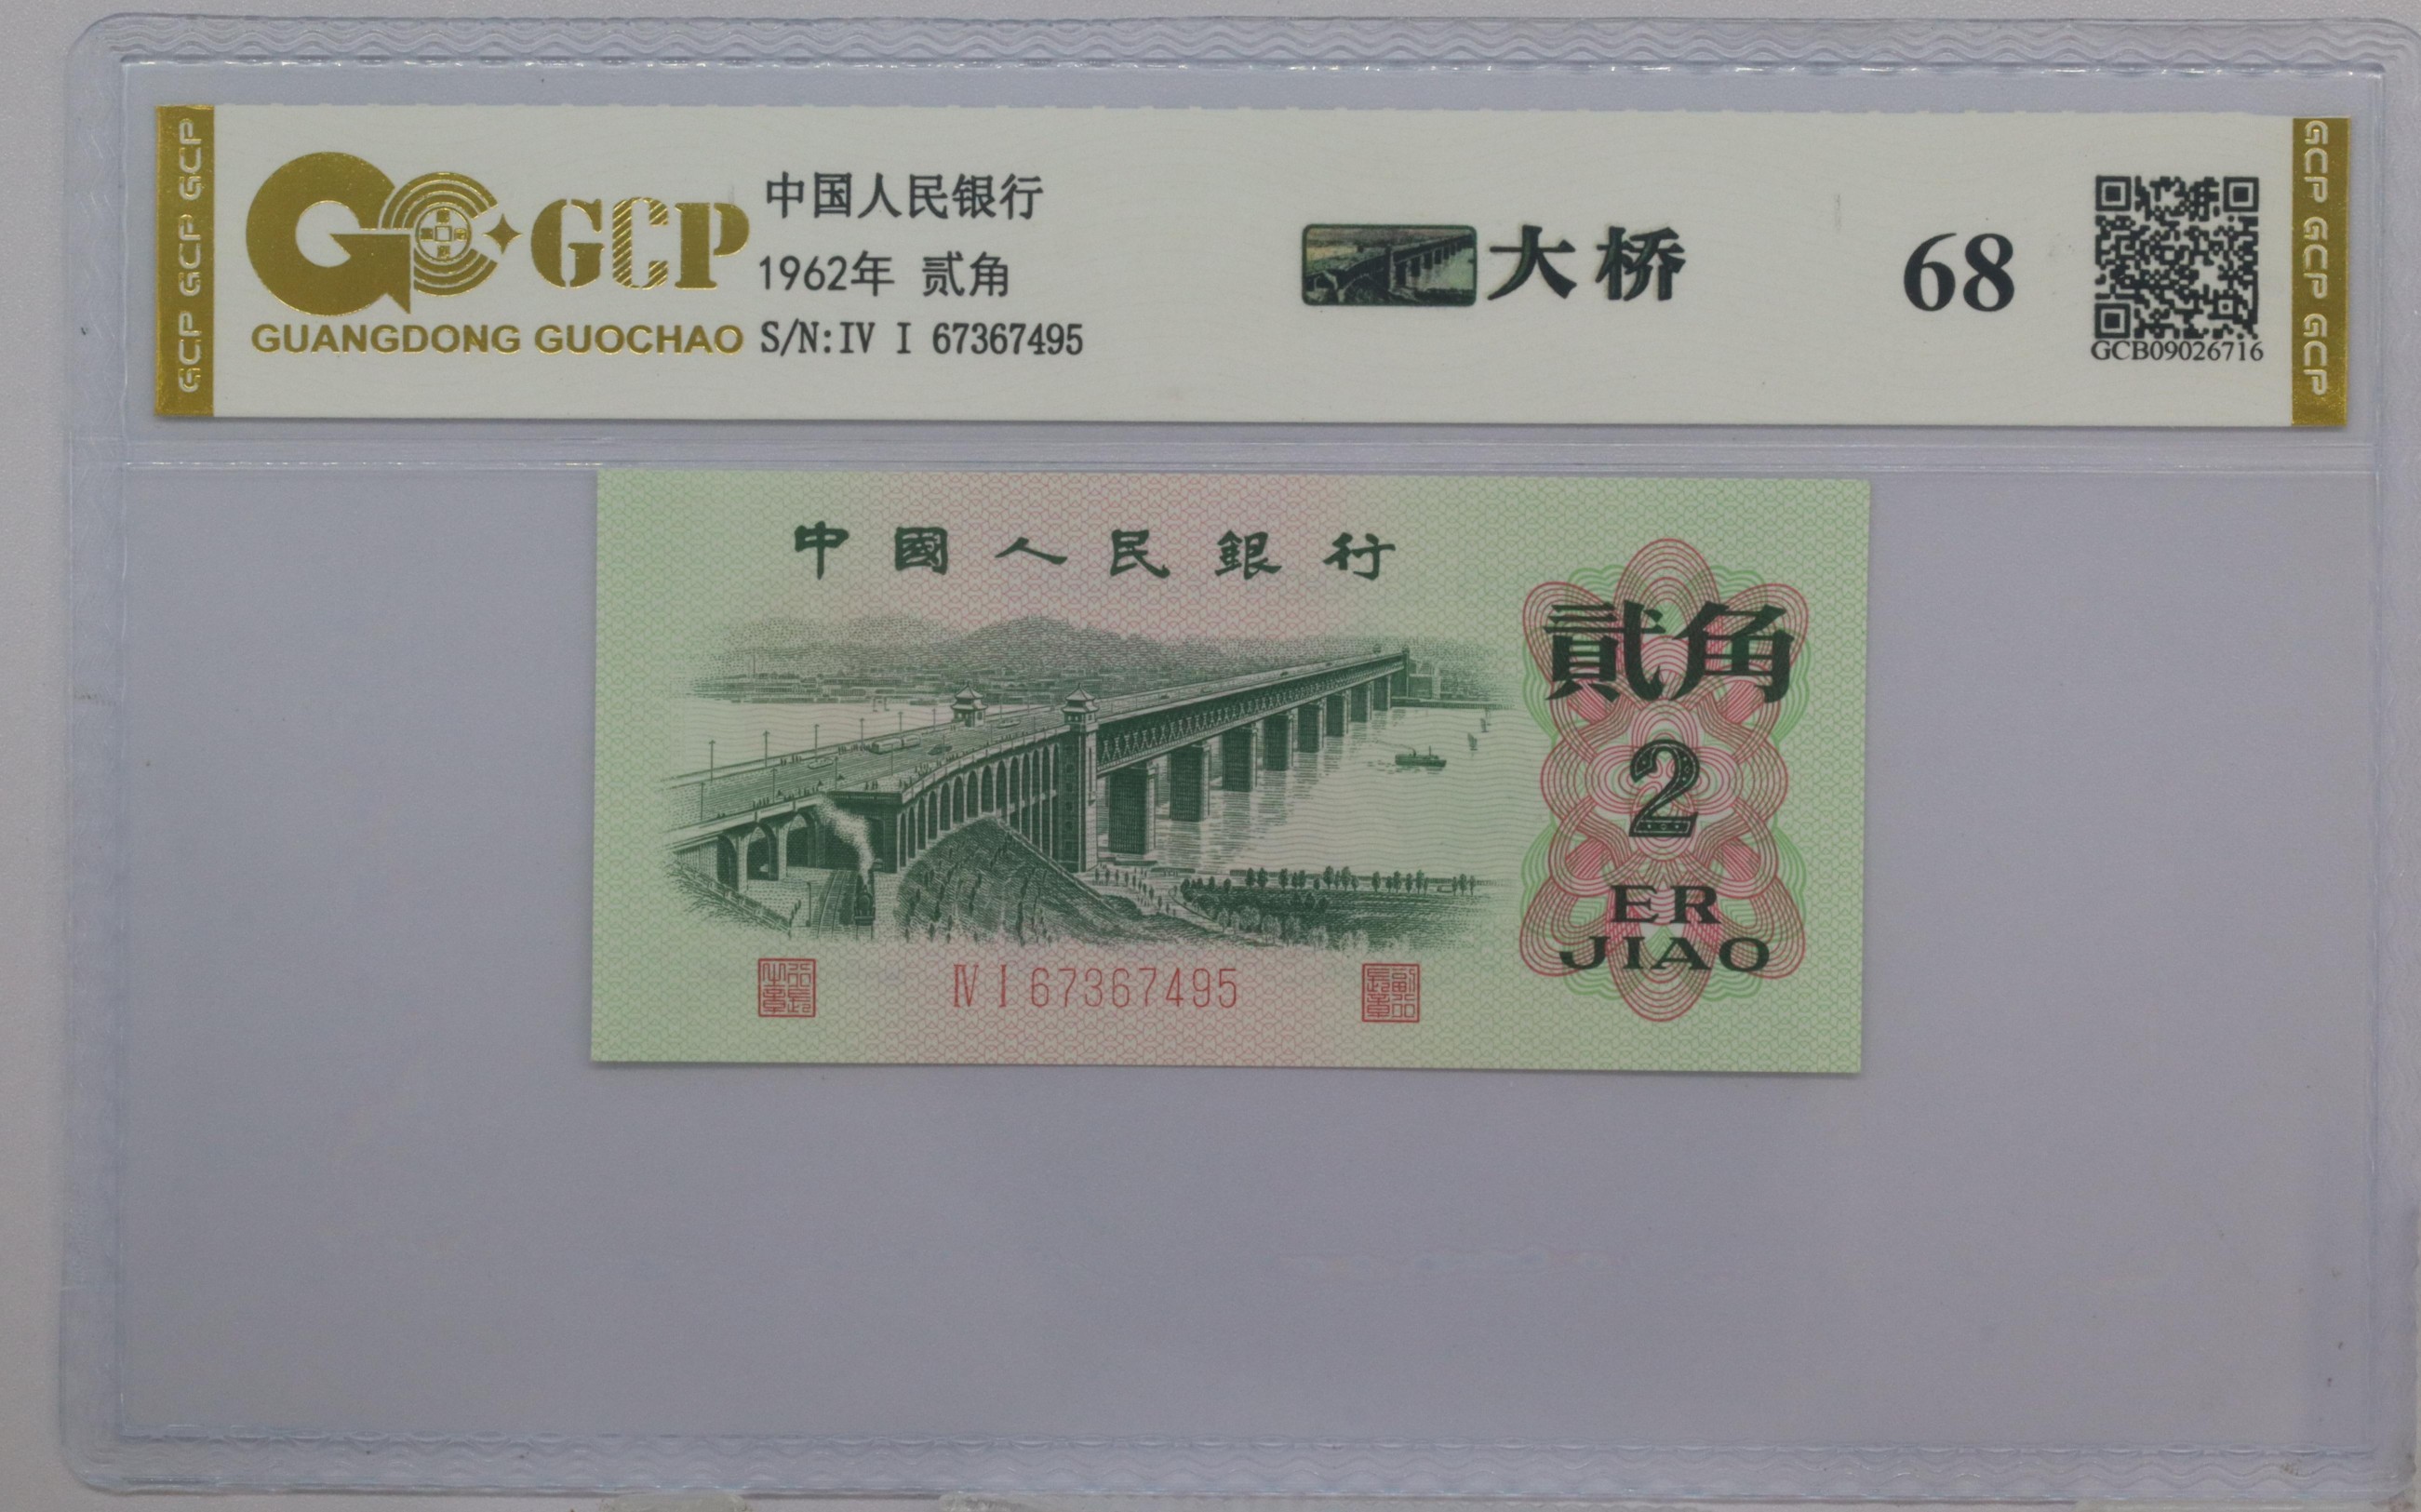 GCP GCP GCP
GCP
GUANGDONG GUOCHAO
中国人民银行
1962年 贰角
S/N:IV I 67367495
大桥
68
GCB09026716
GCP GCP GCP
中國人民銀行
貳角
2
ER
JIAO
Ⅳ Ⅰ 67367495